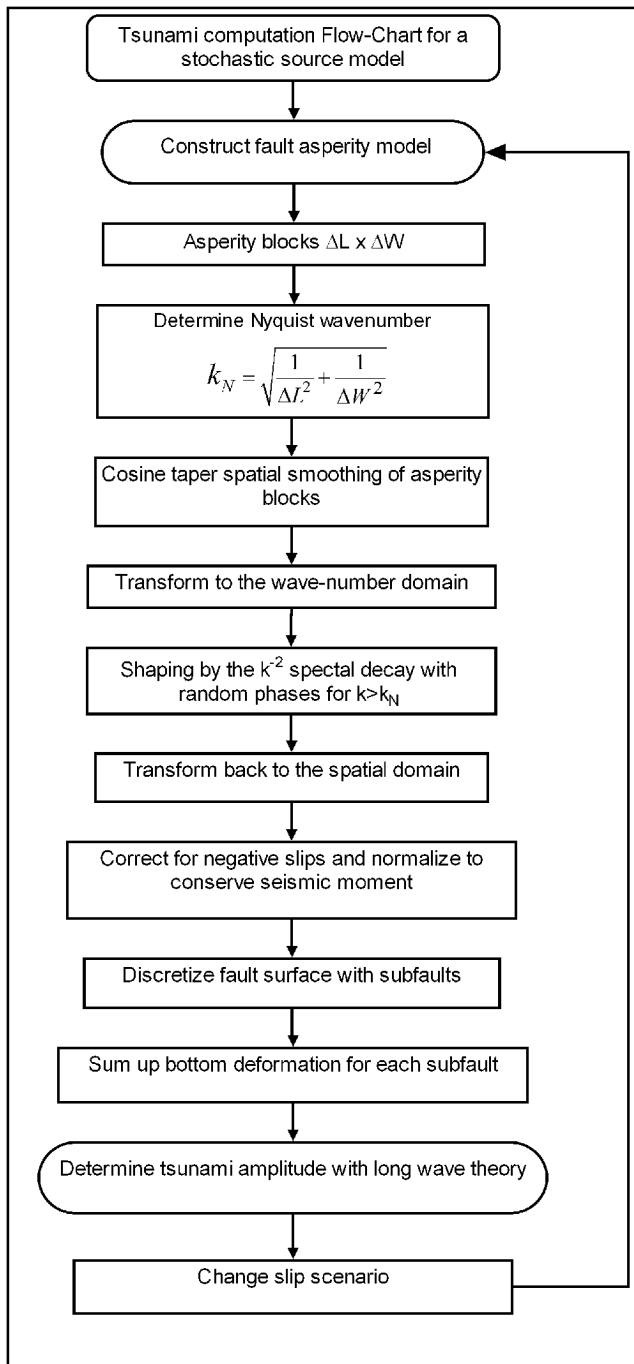 Tsunami computation Flow-Chart for a
stochastic source model
Construct fault asperity model
Asperity blocks ΔL x ΔW
Determine Nyquist wavenumber
k_N = √(1/ΔL² + 1/ΔW²)
Cosine taper spatial smoothing of asperity
blocks
Transform to the wave-number domain
Shaping by the k⁻² spectal decay with
random phases for k>k_N
Transform back to the spatial domain
Correct for negative slips and normalize to
conserve seismic moment
Discretize fault surface with subfaults
Sum up bottom deformation for each subfault
Determine tsunami amplitude with long wave theory
Change slip scenario